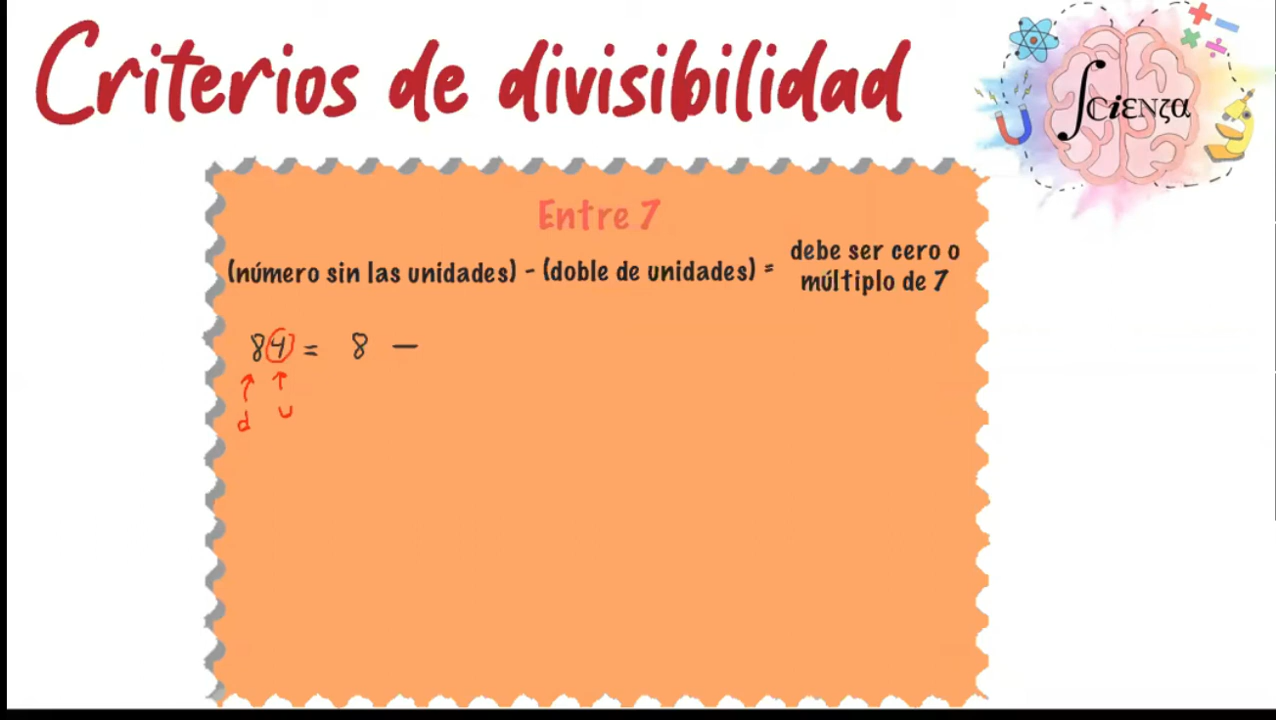 Criterios de divisibilidad
∫CiENζα
Entre 7
(número sin las unidades) - (doble de unidades) = debe ser cero o múltiplo de 7
84 = 8 —
d u